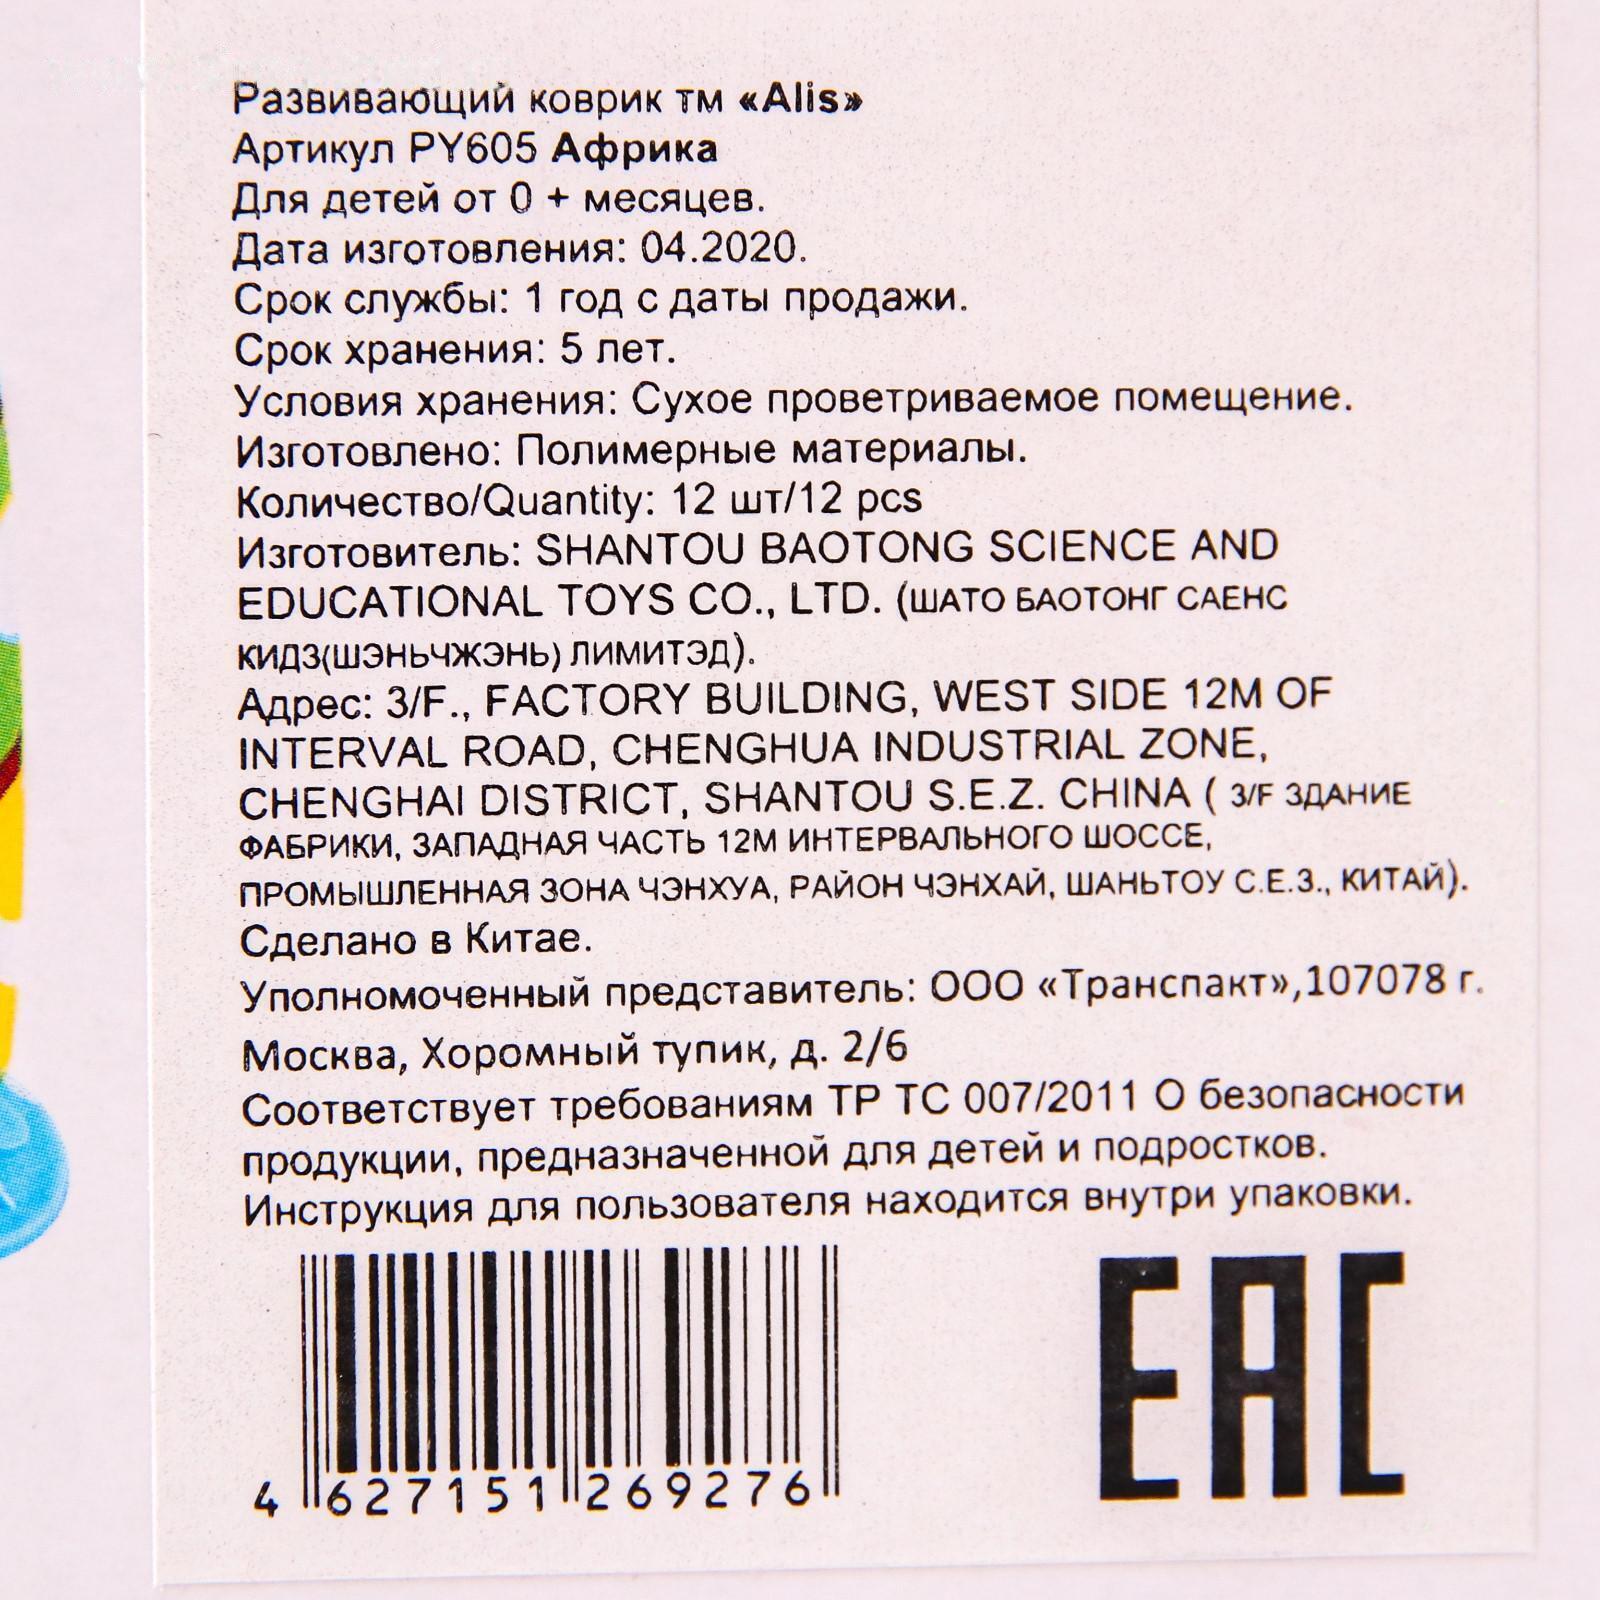 Развивающий коврик тм «Alis»
Артикул PY605 Африка
Для детей от 0 + месяцев.
Дата изготовления: 04.2020.
Срок службы: 1 год с даты продажи.
Срок хранения: 5 лет.
Условия хранения: Сухое проветриваемое помещение.
Изготовлено: Полимерные материалы.
Количество/Quantity: 12 шт/12 pcs
Изготовитель: SHANTOU BAOTONG SCIENCE AND
EDUCATIONAL TOYS CO., LTD. (ШАТО БАОТОНГ САЕНС
КИДЗ(ШЭНЬЧЖЭНЬ) ЛИМИТЭД).
Адрес: 3/F., FACTORY BUILDING, WEST SIDE 12M OF
INTERVAL ROAD, CHENGHUA INDUSTRIAL ZONE,
CHENGHAI DISTRICT, SHANTOU S.E.Z. CHINA ( 3/F ЗДАНИЕ
ФАБРИКИ, ЗАПАДНАЯ ЧАСТЬ 12М ИНТЕРВАЛЬНОГО ШОССЕ,
ПРОМЫШЛЕННАЯ ЗОНА ЧЭНХУА, РАЙОН ЧЭНХАЙ, ШАНЬТОУ С.Е.З., КИТАЙ).
Сделано в Китае.
Уполномоченный представитель: ООО «Транспакт»,107078 г.
Москва, Хоромный тупик, д. 2/6
Соответствует требованиям ТР ТС 007/2011 О безопасности
продукции, предназначенной для детей и подростков.
Инструкция для пользователя находится внутри упаковки.
4 627151 269276
EAC